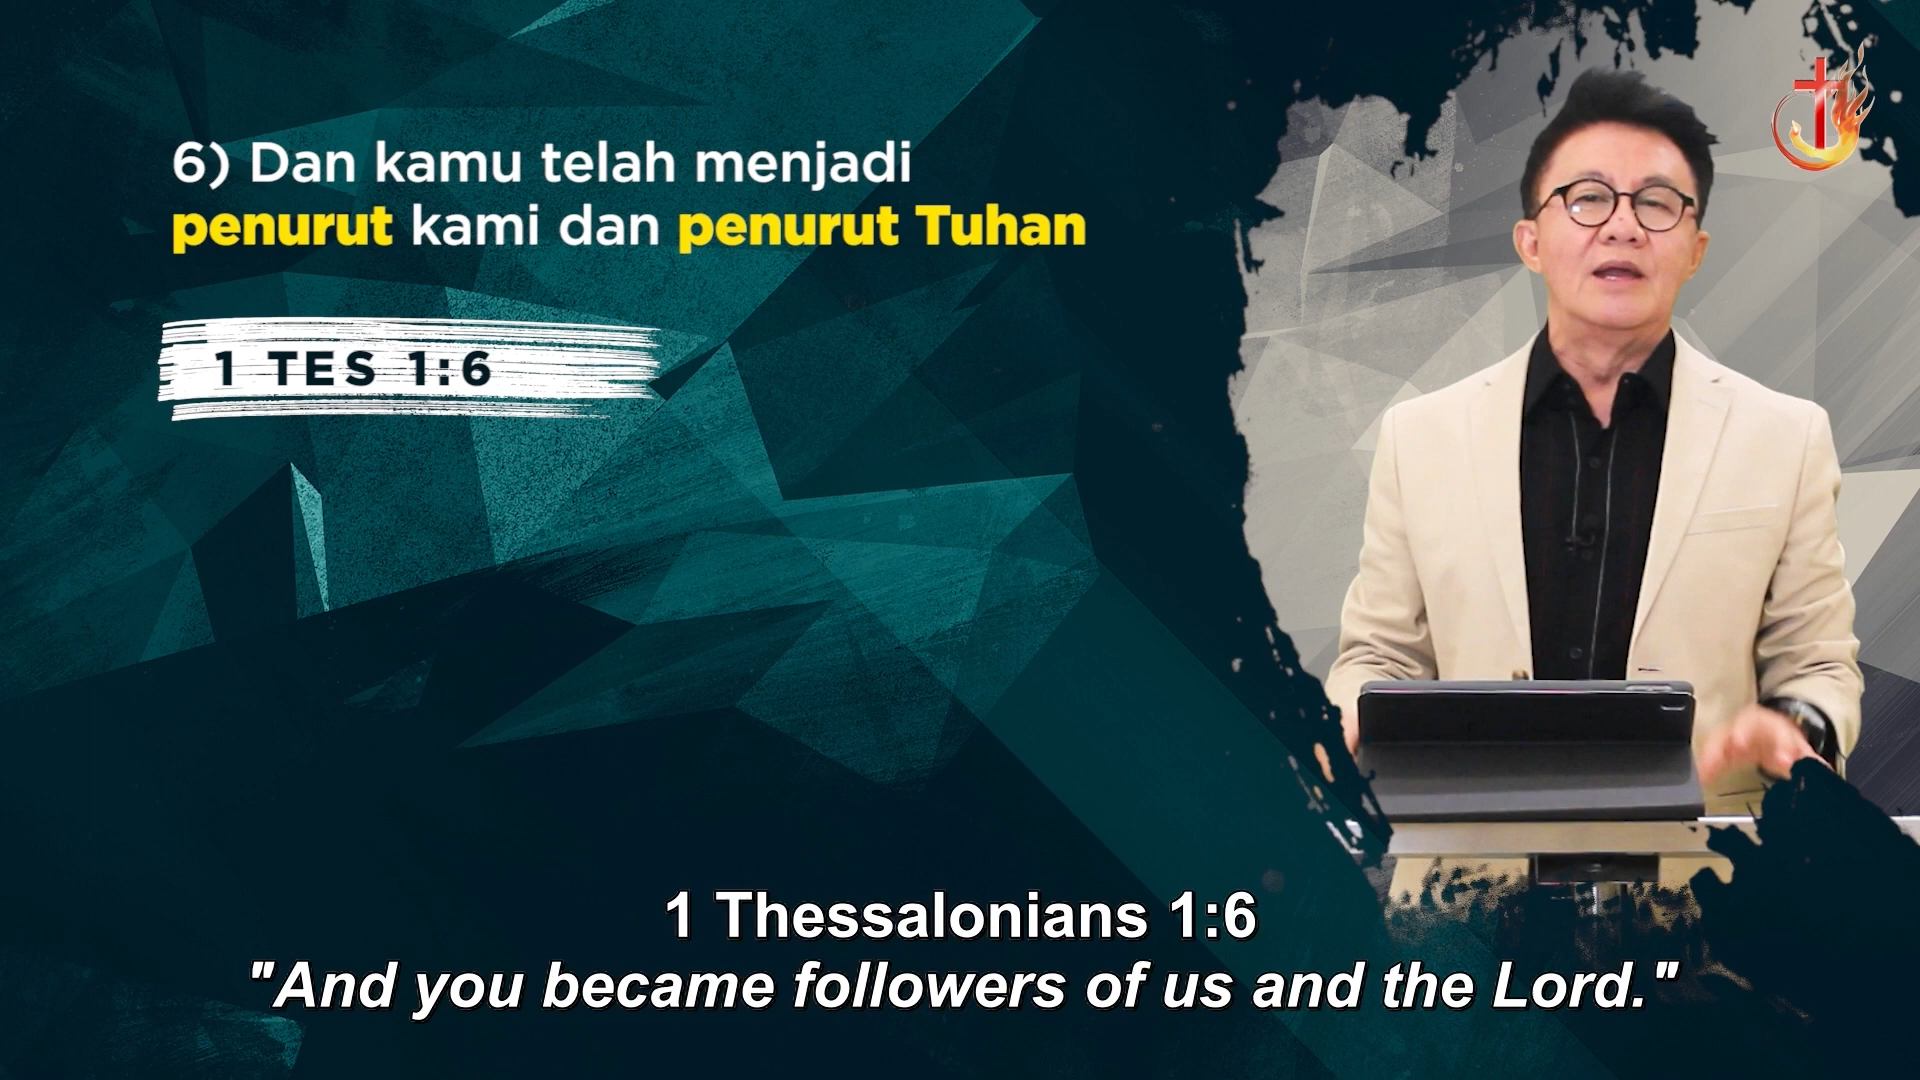 6) Dan kamu telah menjadi
penurut kami dan penurut Tuhan
1 TES 1:6
1 Thessalonians 1:6
"And you became followers of us and the Lord."